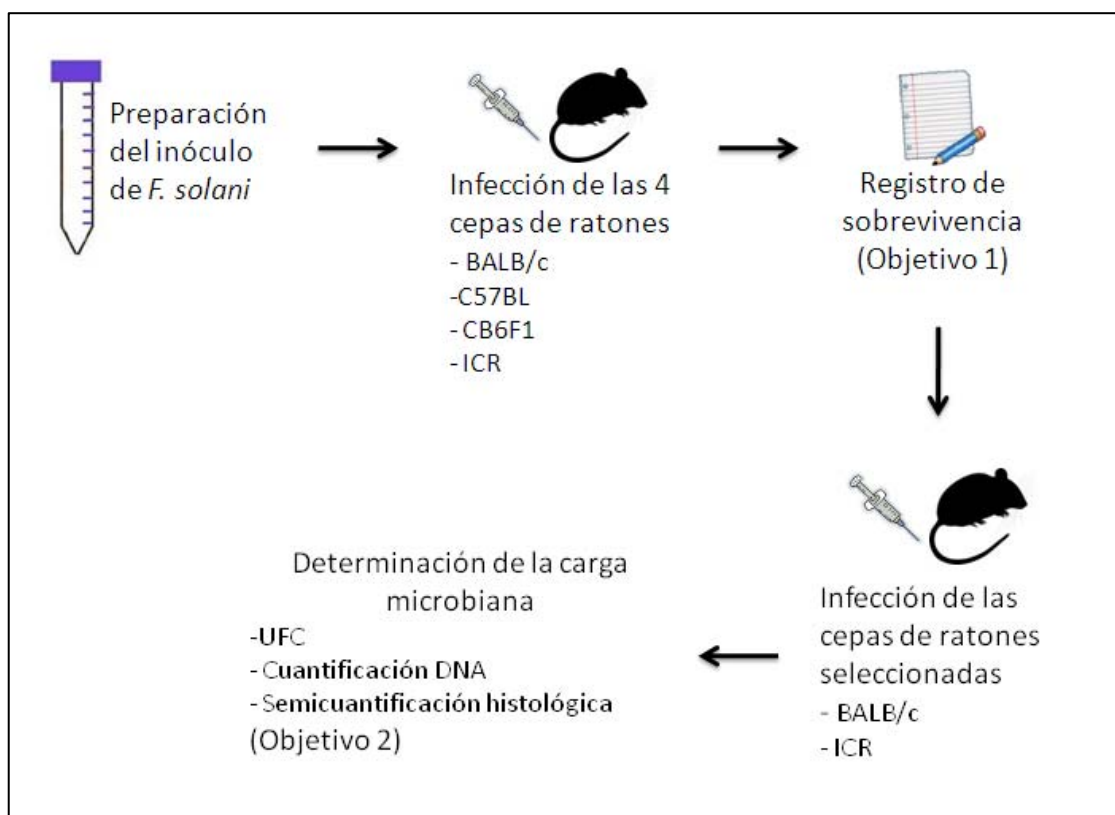 Preparación
del inóculo
de F. solani
Infección de las 4
cepas de ratones
- BALB/c
-C57BL
- CB6F1
- ICR
Registro de
sobrevivencia
(Objetivo 1)
Infección de las
cepas de ratones
seleccionadas
- BALB/c
- ICR
Determinación de la carga
microbiana
-UFC
-Cuantificación DNA
-Semicuantificación histológica
(Objetivo 2)